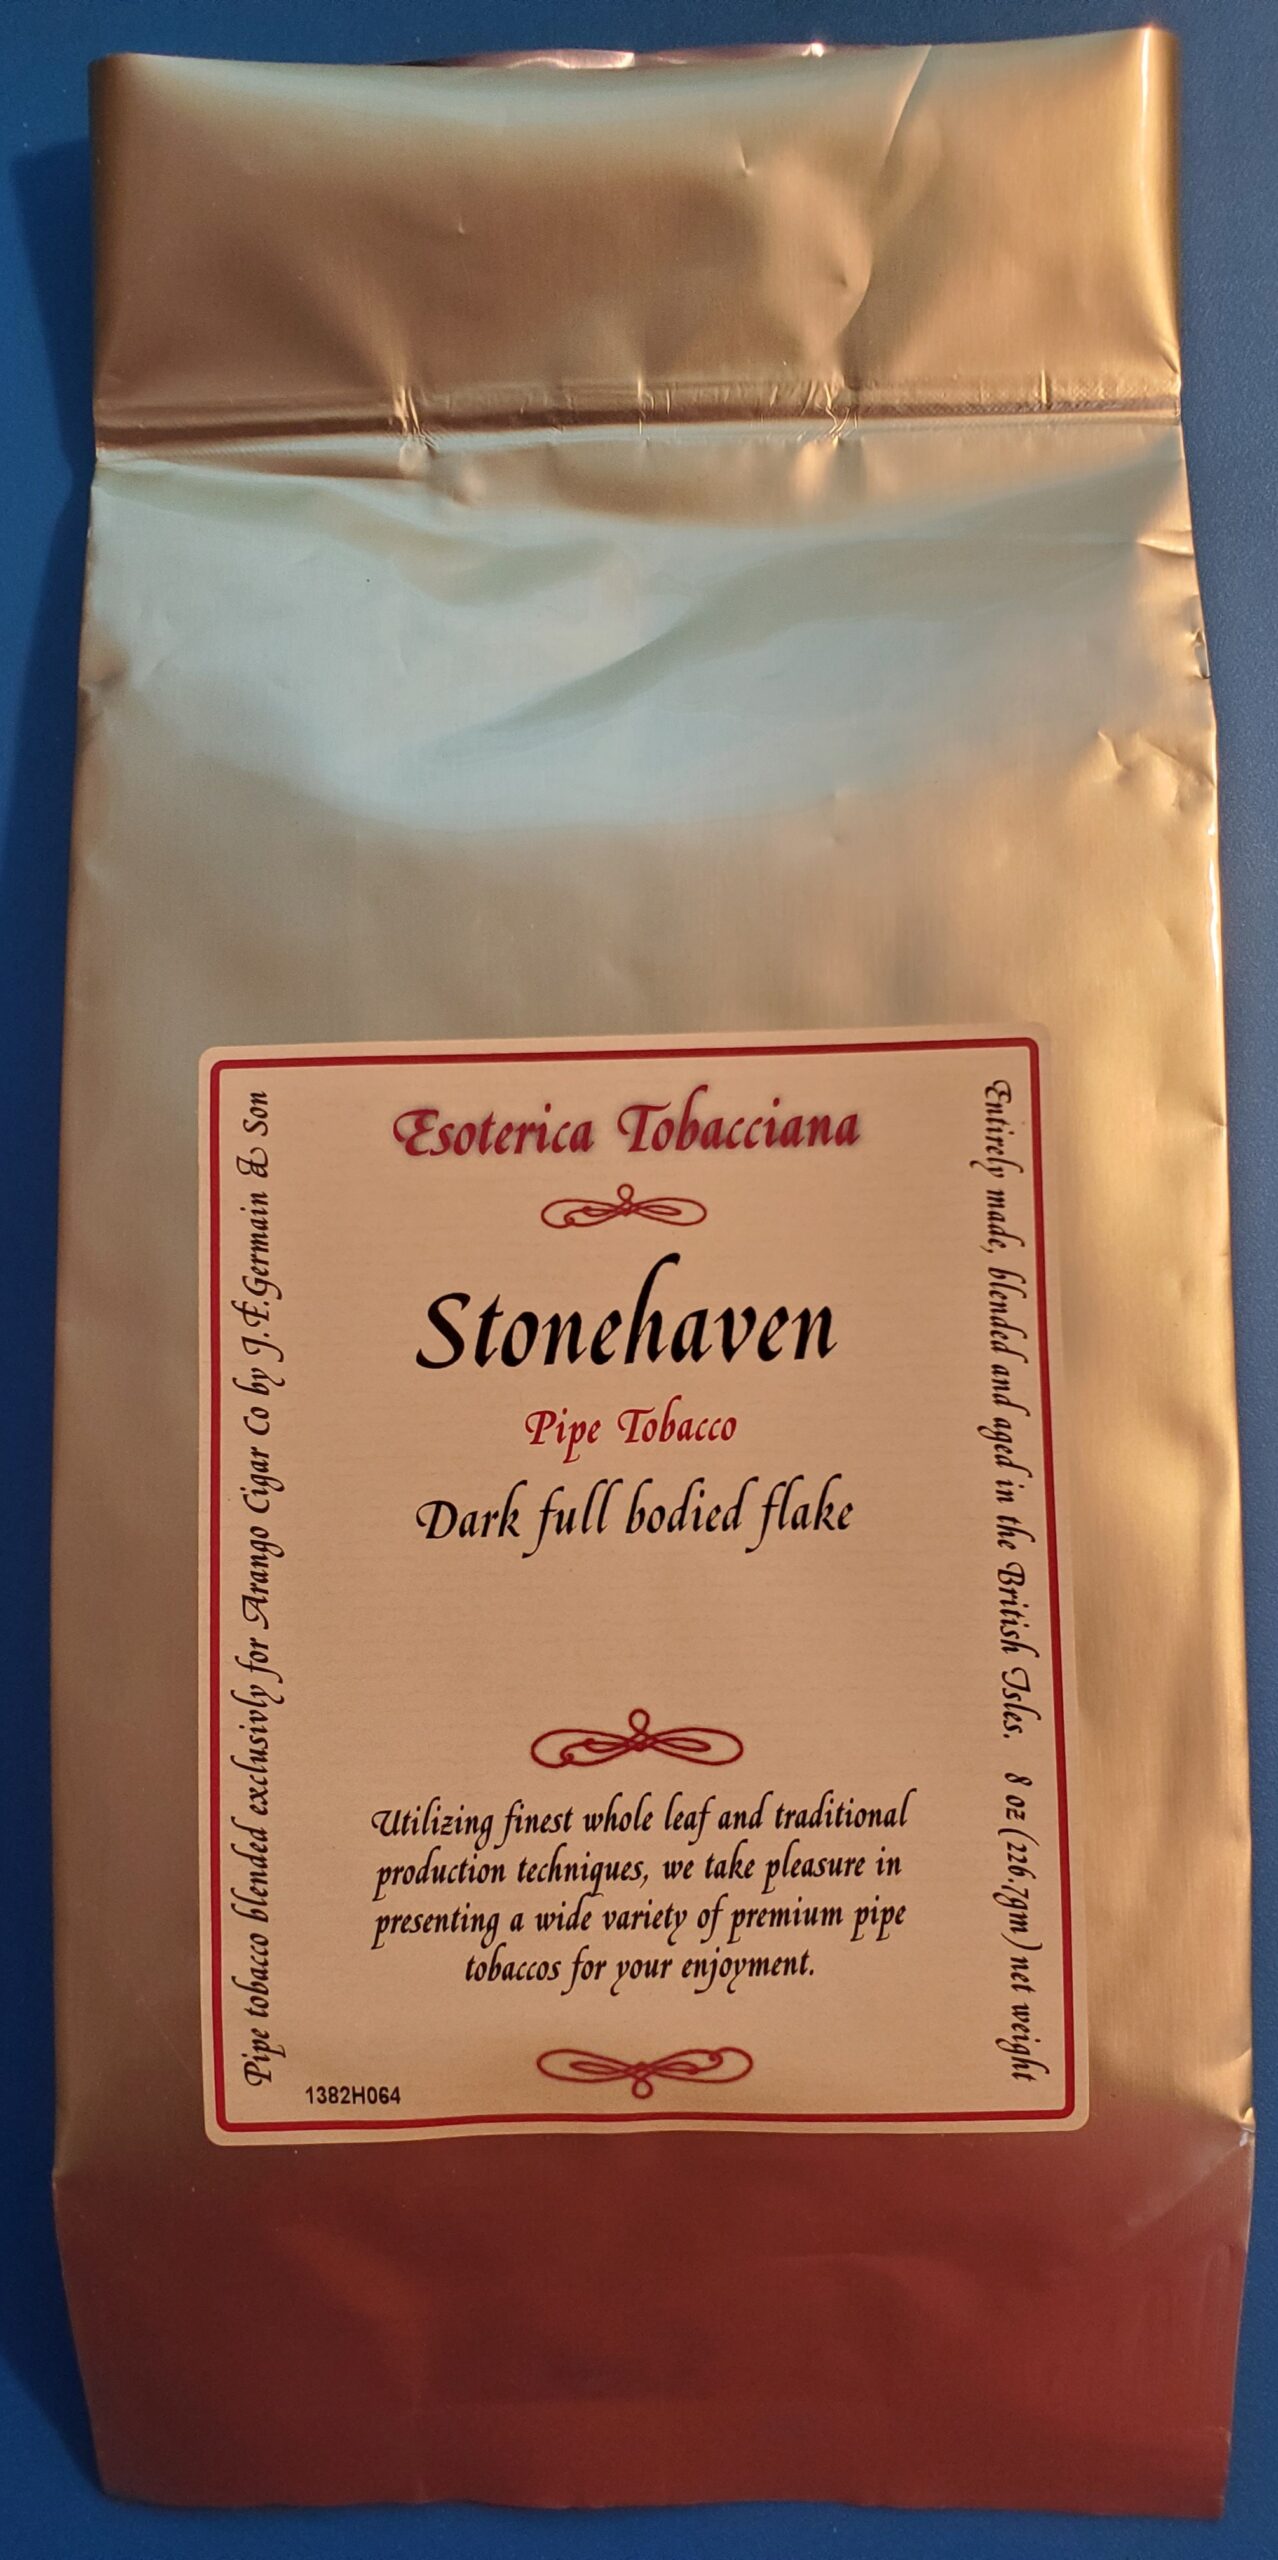 Esoterica Tobacciana
Stonehaven
Pipe Tobacco
Dark full bodied flake
Utilizing finest whole leaf and traditional
production techniques, we take pleasure in
presenting a wide variety of premium pipe
tobaccos for your enjoyment.
1382H064
Pipe tobacco blended exclusivly for Arango Cigar Co by J.F.Germain & Son
Entirely made, blended and aged in the British Isles. 8 oz (226.7gm) net weight